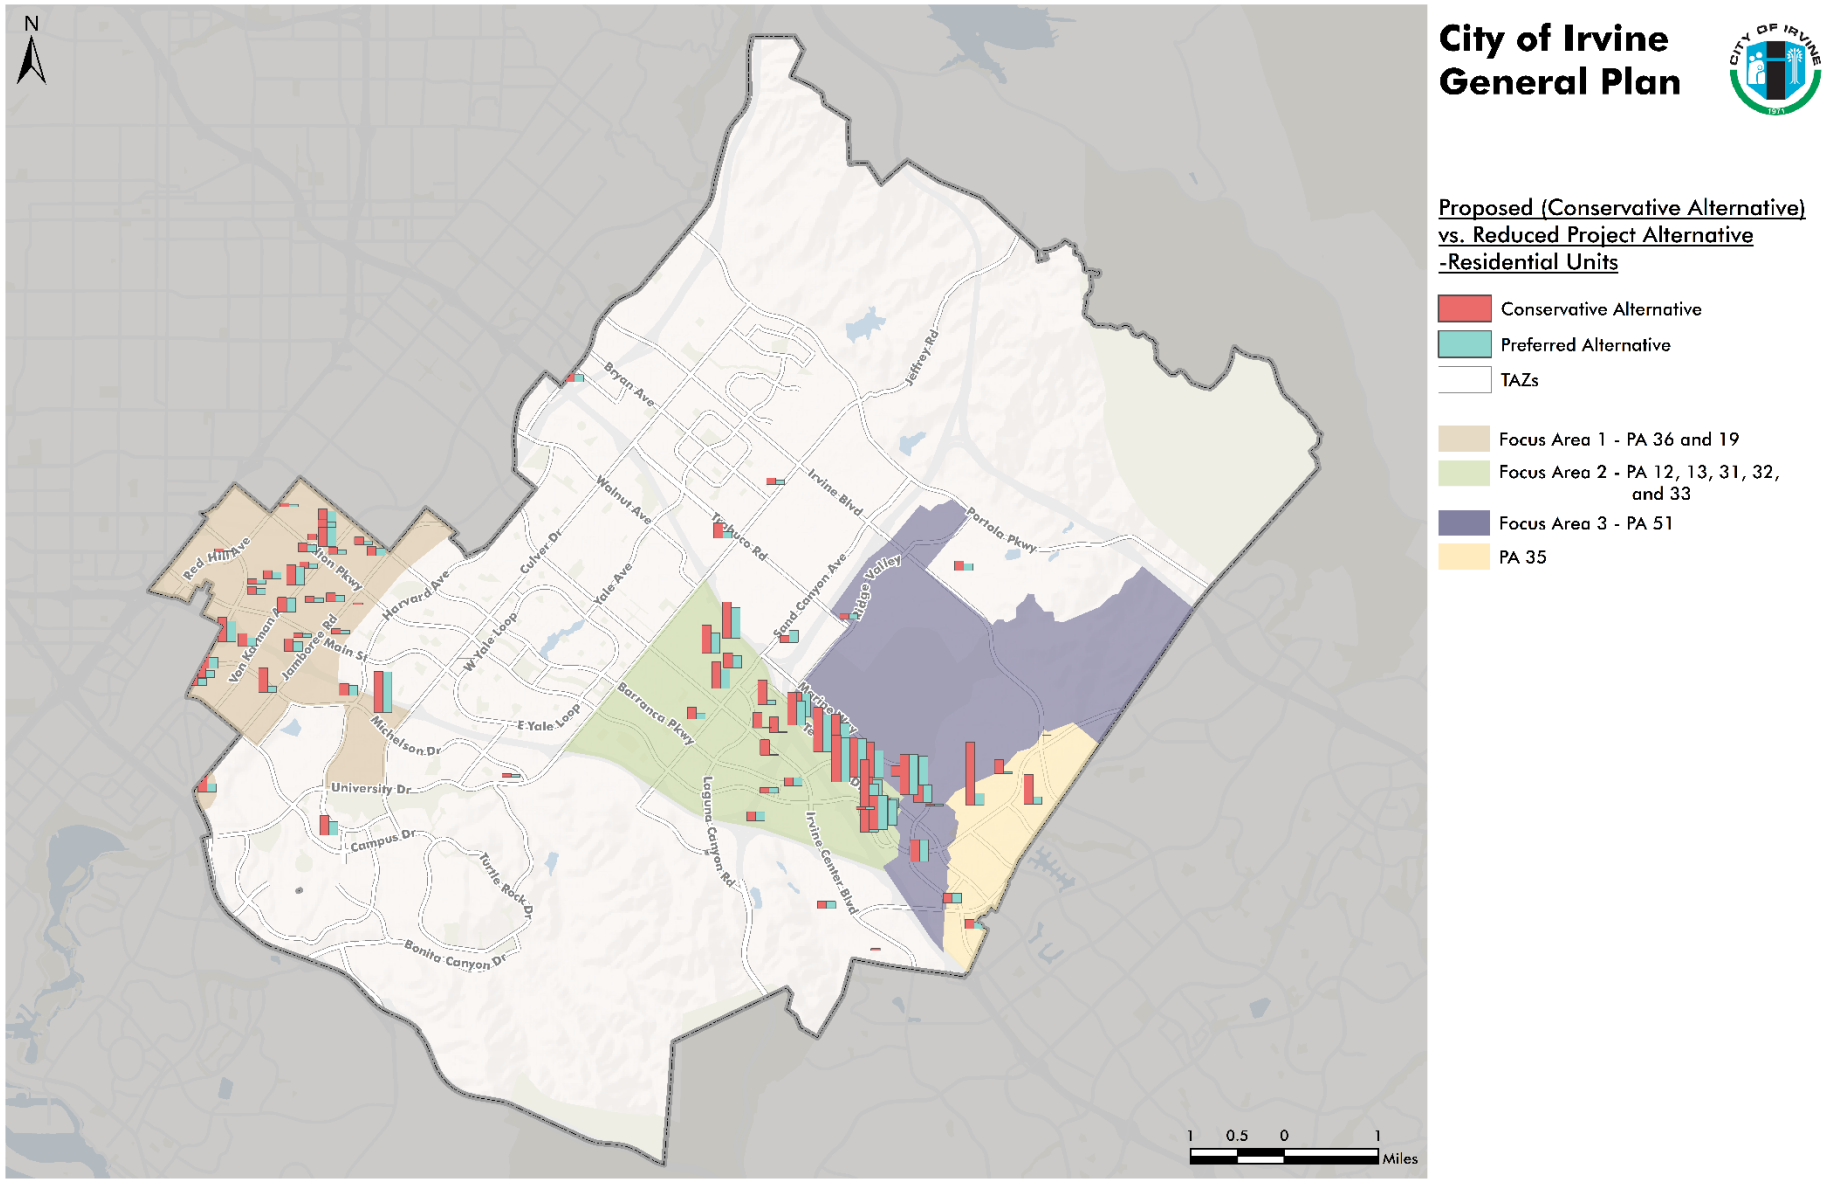 N
City of Irvine
General Plan
CITY OF IRVINE
1971
Proposed (Conservative Alternative)
vs. Reduced Project Alternative
-Residential Units
Conservative Alternative
Preferred Alternative
TAZs
Focus Area 1 - PA 36 and 19
Focus Area 2 - PA 12, 13, 31, 32,
and 33
Focus Area 3 - PA 51
PA 35
Bryan Ave
Jeffrey Rd
Irvine Blvd
Walnut Ave
Portola Pkwy
Culver Dr
Yale Ave
Sand Canyon Ave
Ridge Valley
Red Hill Ave
Harvard Ave
W Yale Loop
Jamboree Rd
Main St
Marine
E Yale Loop
Barranca Pkwy
Michelson Dr
University Dr
Laguna Canyon Rd
Irvine Center Blvd
Campus Dr
Turtle Rock Dr
Bonita Canyon Dr
1 0.5 0 1
Miles